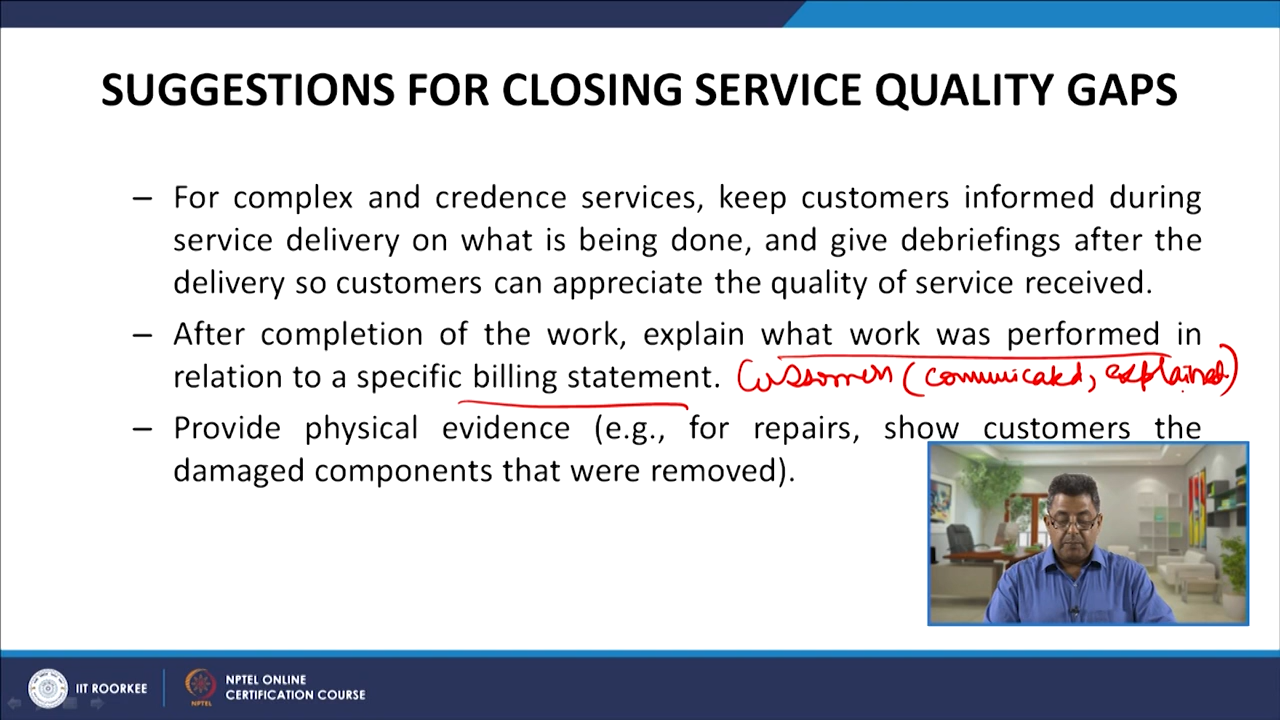 SUGGESTIONS FOR CLOSING SERVICE QUALITY GAPS
– For complex and credence services, keep customers informed during
service delivery on what is being done, and give debriefings after the
delivery so customers can appreciate the quality of service received.
– After completion of the work, explain what work was performed in
relation to a specific billing statement. Customers (communicated, explained)
– Provide physical evidence (e.g., for repairs, show customers the
damaged components that were removed).
IIT ROORKEE
NPTEL
NPTEL ONLINE
CERTIFICATION COURSE